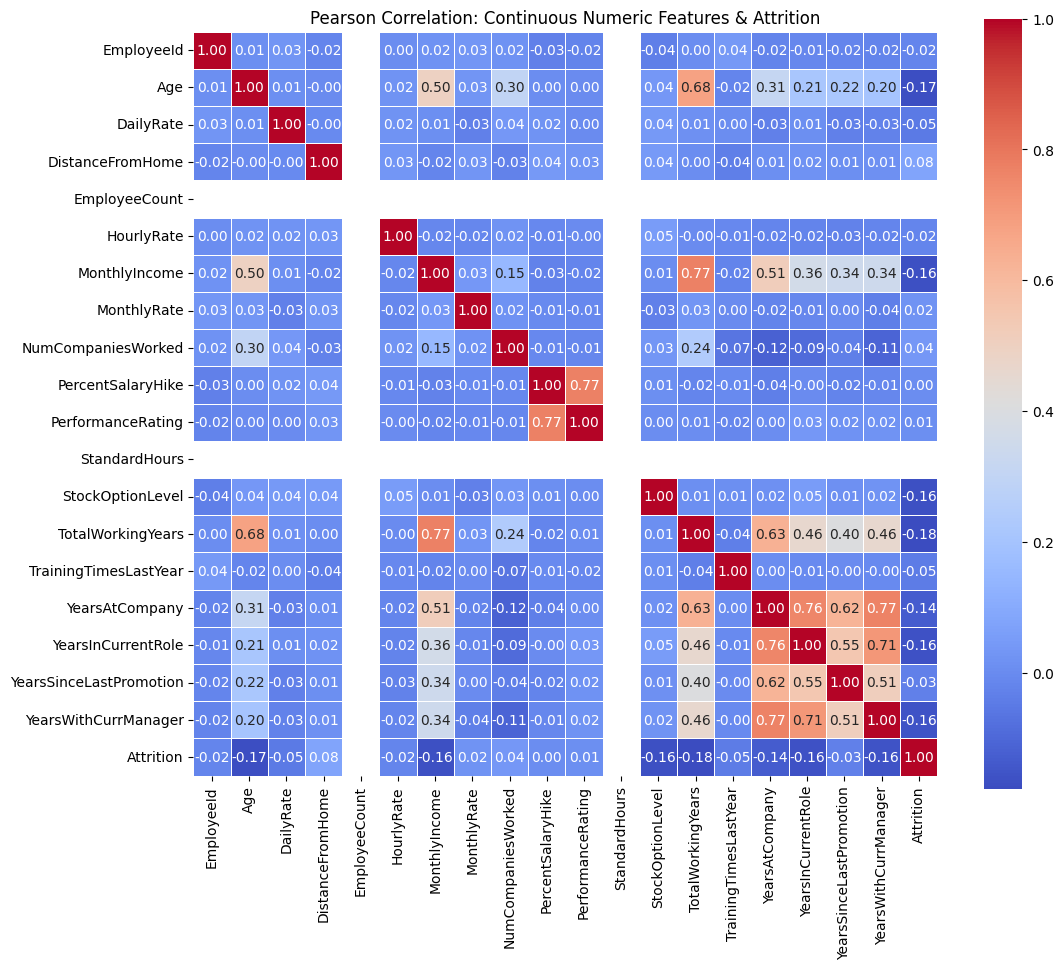 Pearson Correlation: Continuous Numeric Features & Attrition
EmployeeId 1.00 0.01 0.03 -0.02 0.00 0.02 0.03 0.02 -0.03 -0.02 -0.04 0.00 0.04 -0.02 -0.01 -0.02 -0.02 -0.02
Age 0.01 1.00 0.01 -0.00 0.02 0.50 0.03 0.30 0.00 0.00 0.04 0.68 -0.02 0.31 0.21 0.22 0.20 -0.17
DailyRate 0.03 0.01 1.00 -0.00 0.02 0.01 -0.03 0.04 0.02 0.00 0.04 0.01 0.00 -0.03 0.01 -0.03 -0.03 -0.05
DistanceFromHome -0.02 -0.00 -0.00 1.00 0.03 -0.02 0.03 -0.03 0.04 0.03 0.04 0.00 -0.04 0.01 0.02 0.01 0.01 0.08
EmployeeCount
HourlyRate 0.00 0.02 0.02 0.03 1.00 -0.02 -0.02 0.02 -0.01 -0.00 0.05 -0.00 -0.01 -0.02 -0.02 -0.03 -0.02 -0.02
MonthlyIncome 0.02 0.50 0.01 -0.02 -0.02 1.00 0.03 0.15 -0.03 -0.02 0.01 0.77 -0.02 0.51 0.36 0.34 0.34 -0.16
MonthlyRate 0.03 0.03 -0.03 0.03 -0.02 0.03 1.00 0.02 -0.01 -0.01 -0.03 0.03 0.00 -0.02 -0.01 0.00 -0.04 0.02
NumCompaniesWorked 0.02 0.30 0.04 -0.03 0.02 0.15 0.02 1.00 -0.01 -0.01 0.03 0.24 -0.07 -0.12 -0.09 -0.04 -0.11 0.04
PercentSalaryHike -0.03 0.00 0.02 0.04 -0.01 -0.03 -0.01 -0.01 1.00 0.77 0.01 -0.02 -0.01 -0.04 -0.00 -0.02 -0.01 0.00
PerformanceRating -0.02 0.00 0.00 0.03 -0.00 -0.02 -0.01 -0.01 0.77 1.00 0.00 0.01 -0.02 0.00 0.03 0.02 0.02 0.01
StandardHours
StockOptionLevel -0.04 0.04 0.04 0.04 0.05 0.01 -0.03 0.03 0.01 0.00 1.00 0.01 0.01 0.02 0.05 0.01 0.02 -0.16
TotalWorkingYears 0.00 0.68 0.01 0.00 -0.00 0.77 0.03 0.24 -0.02 0.01 0.01 1.00 -0.04 0.63 0.46 0.40 0.46 -0.18
TrainingTimesLastYear 0.04 -0.02 0.00 -0.04 -0.01 -0.02 0.00 -0.07 -0.01 -0.02 0.01 -0.04 1.00 0.00 -0.01 -0.00 -0.00 -0.05
YearsAtCompany -0.02 0.31 -0.03 0.01 -0.02 0.51 -0.02 -0.12 -0.04 0.00 0.02 0.63 0.00 1.00 0.76 0.62 0.77 -0.14
YearsInCurrentRole -0.01 0.21 0.01 0.02 -0.02 0.36 -0.01 -0.09 -0.00 0.03 0.05 0.46 -0.01 0.76 1.00 0.55 0.71 -0.16
YearsSinceLastPromotion -0.02 0.22 -0.03 0.01 -0.03 0.34 0.00 -0.04 -0.02 0.02 0.01 0.40 -0.00 0.62 0.55 1.00 0.51 -0.03
YearsWithCurrManager -0.02 0.20 -0.03 0.01 -0.02 0.34 -0.04 -0.11 -0.01 0.02 0.02 0.46 -0.00 0.77 0.71 0.51 1.00 -0.16
Attrition -0.02 -0.17 -0.05 0.08 -0.02 -0.16 0.02 0.04 0.00 0.01 -0.16 -0.18 -0.05 -0.14 -0.16 -0.03 -0.16 1.00
EmployeeId
Age
DailyRate
DistanceFromHome
EmployeeCount
HourlyRate
MonthlyIncome
MonthlyRate
NumCompaniesWorked
PercentSalaryHike
PerformanceRating
StandardHours
StockOptionLevel
TotalWorkingYears
TrainingTimesLastYear
YearsAtCompany
YearsInCurrentRole
YearsSinceLastPromotion
YearsWithCurrManager
Attrition
1.0
0.8
0.6
0.4
0.2
0.0